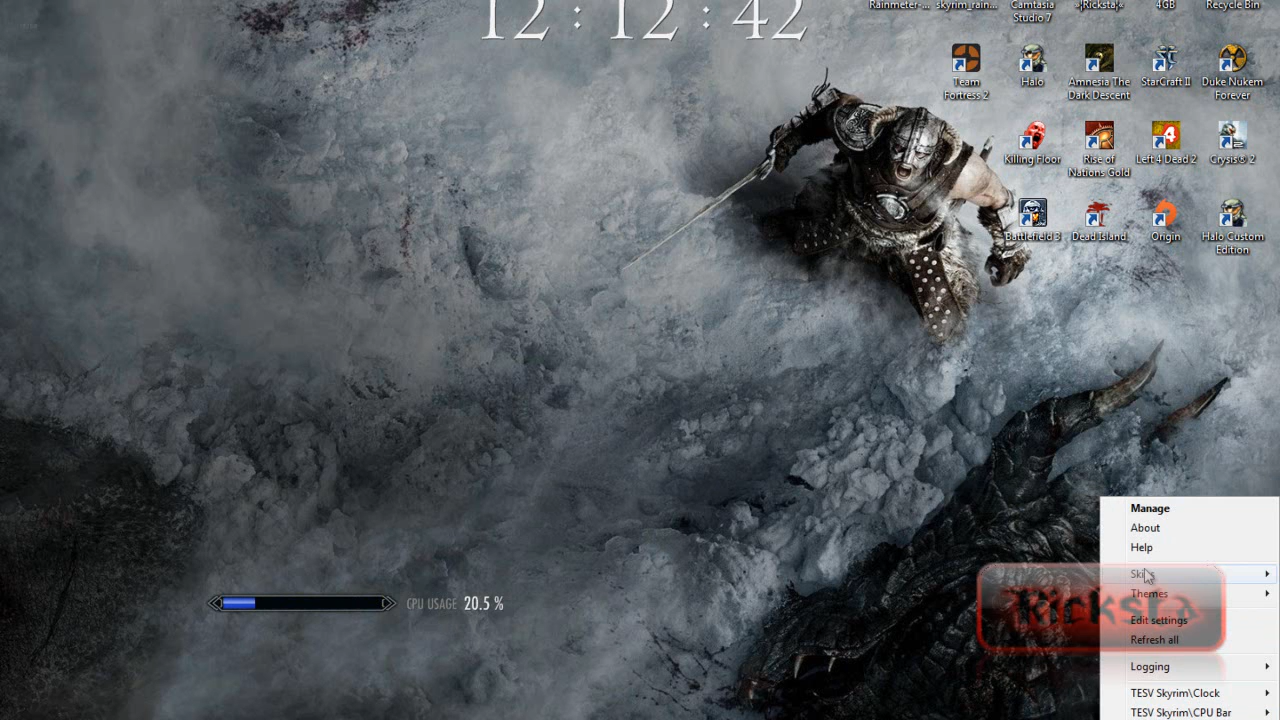 12:12:42
Rainmeter-...
skyrim_rain...
Camtasia
Studio 7
»¦Ricksta¦«
4GB
Recycle Bin
Team
Fortress 2
Halo
Amnesia The
Dark Descent
StarCraft II
Duke Nukem
Forever
Killing Floor
Rise of
Nations Gold
Left 4 Dead 2
Crysis® 2
Battlefield 3
Dead Island
Origin
Halo Custom
Edition
Manage
About
Help
Themes
Edit settings
Refresh all
Logging
TESV Skyrim\Clock
TESV Skyrim\CPU Bar
Ricksta
CPU USAGE 20.5 %